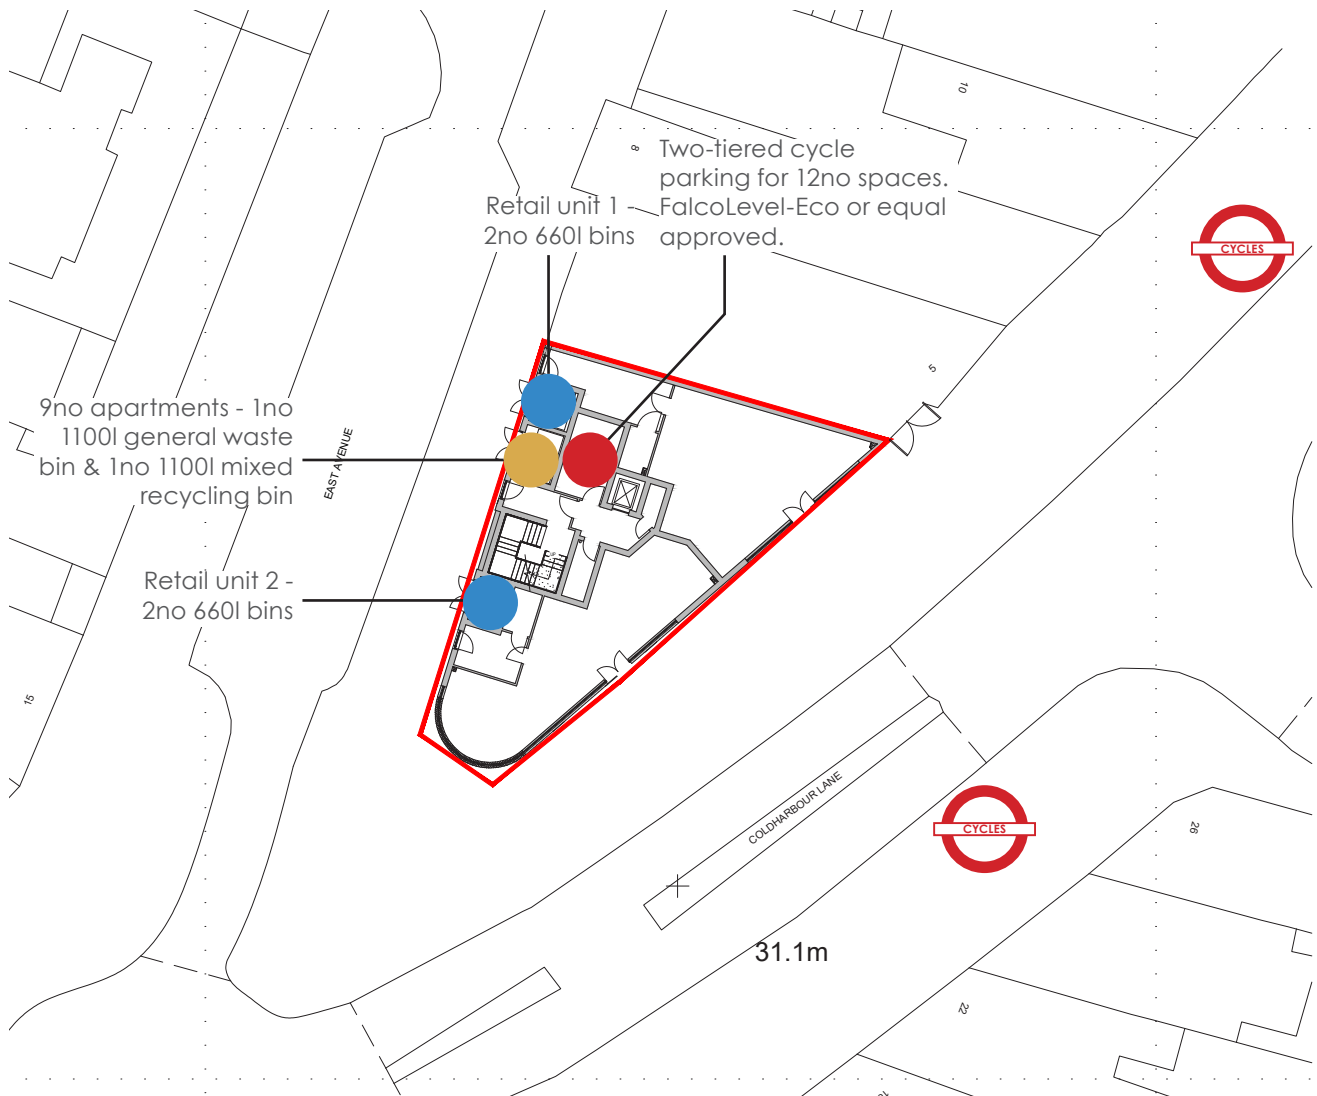 10
8
Two-tiered cycle
parking for 12no spaces.
FalcoLevel-Eco or equal
approved.
Retail unit 1 -
2no 660l bins
CYCLES
5
9no apartments - 1no
1100l general waste
bin & 1no 1100l mixed
recycling bin
EAST AVENUE
Retail unit 2 -
2no 660l bins
15
COLDHARBOUR LANE
CYCLES
26
31.1m
22